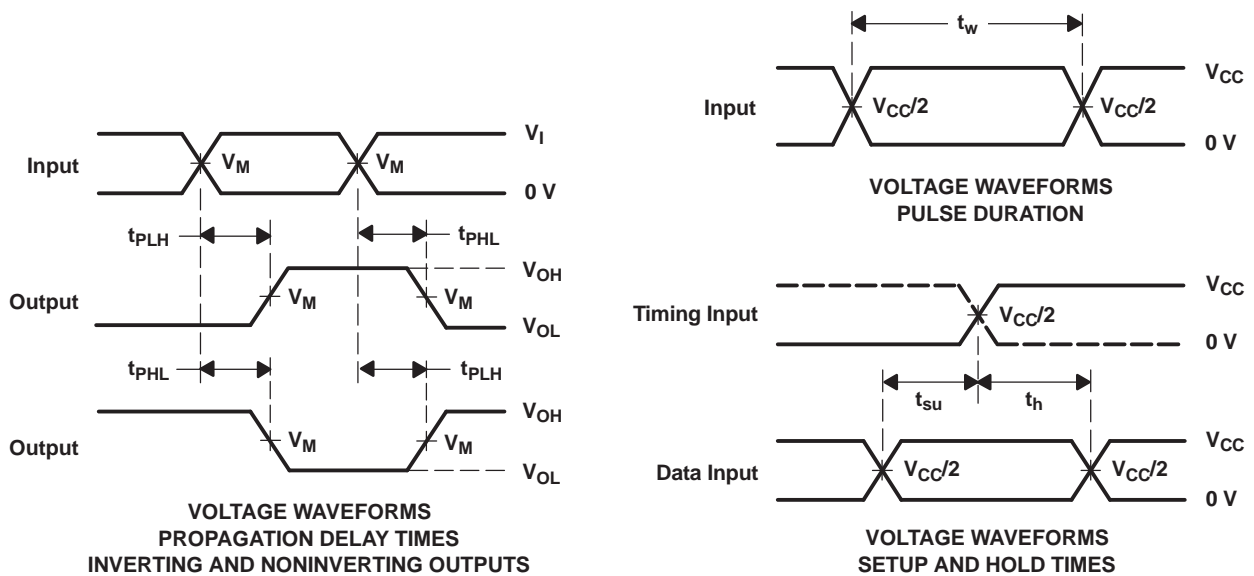 Input
V_M
V_M
V_I
0 V
t_PLH
t_PHL
Output
V_M
V_M
V_OH
V_OL
t_PHL
t_PLH
Output
V_M
V_M
V_OH
V_OL
VOLTAGE WAVEFORMS
PROPAGATION DELAY TIMES
INVERTING AND NONINVERTING OUTPUTS
t_w
Input
V_CC/2
V_CC/2
V_CC
0 V
VOLTAGE WAVEFORMS
PULSE DURATION
Timing Input
V_CC/2
V_CC
0 V
t_su
t_h
Data Input
V_CC/2
V_CC/2
V_CC
0 V
VOLTAGE WAVEFORMS
SETUP AND HOLD TIMES